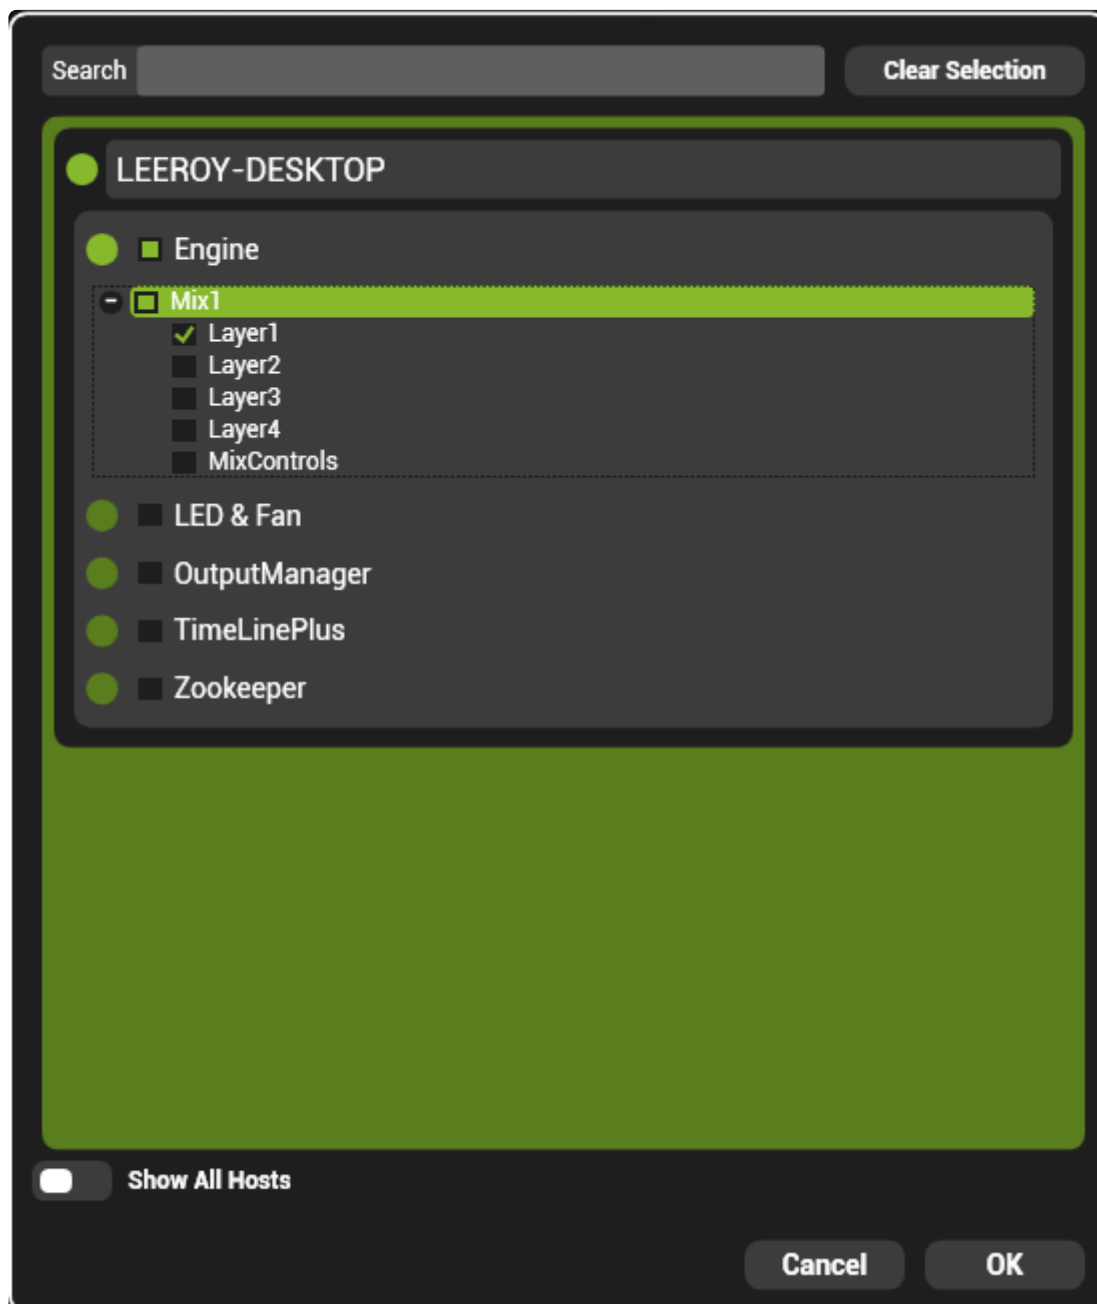 Search
Clear Selection
LEEROY-DESKTOP
Engine
Mix1
Layer1
Layer2
Layer3
Layer4
MixControls
LED & Fan
OutputManager
TimeLinePlus
Zookeeper
Show All Hosts
Cancel
OK